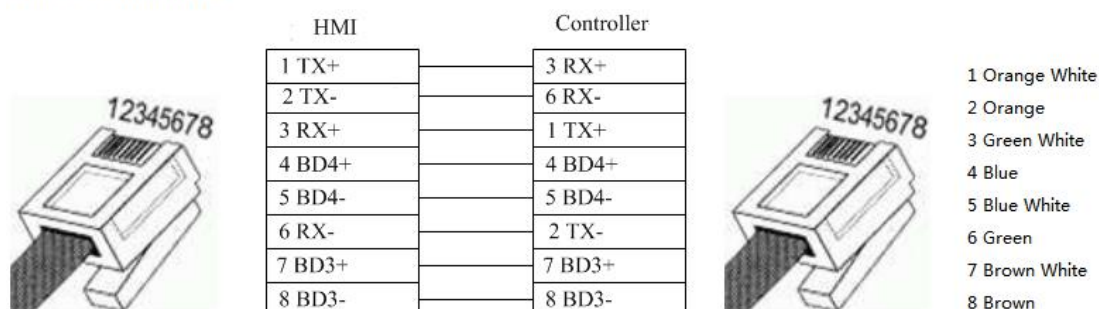 HMI Controller
1 TX+ 3 RX+
2 TX- 6 RX-
3 RX+ 1 TX+
4 BD4+ 4 BD4+
5 BD4- 5 BD4-
6 RX- 2 TX-
7 BD3+ 7 BD3+
8 BD3- 8 BD3-
12345678
12345678
1 Orange White
2 Orange
3 Green White
4 Blue
5 Blue White
6 Green
7 Brown White
8 Brown